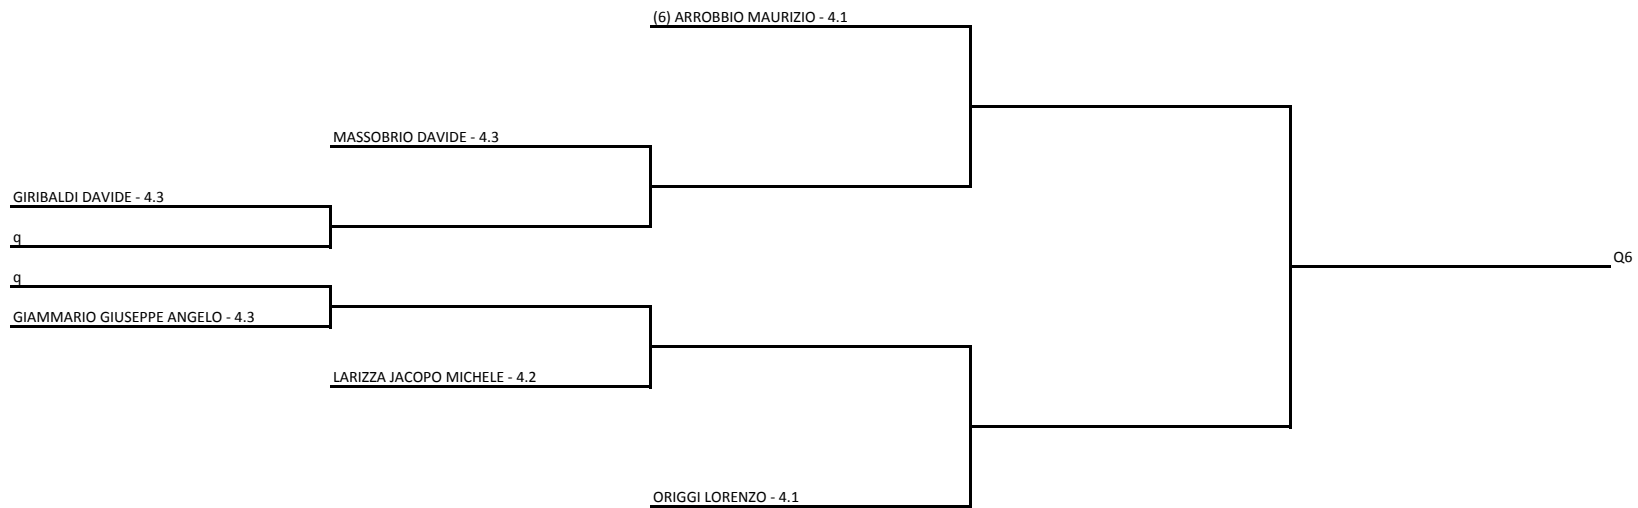 (6) ARROBBIO MAURIZIO - 4.1
MASSOBRIO DAVIDE - 4.3
GIRIBALDI DAVIDE - 4.3
q
Q6
q
GIAMMARIO GIUSEPPE ANGELO - 4.3
LARIZZA JACOPO MICHELE - 4.2
ORIGGI LORENZO - 4.1